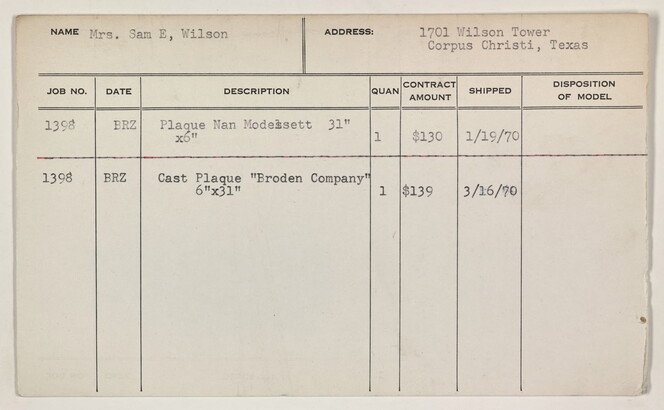 NAME Mrs. Sam E, Wilson ADDRESS: 1701 Wilson Tower
Corpus Christi, Texas
JOB NO. DATE DESCRIPTION QUAN CONTRACT AMOUNT SHIPPED DISPOSITION OF MODEL
1398 BRZ Plaque Nan Modessett 31"
x6" 1 $130 1/19/70
1398 BRZ Cast Plaque "Broden Company"
6"x31" 1 $139 3/16/70